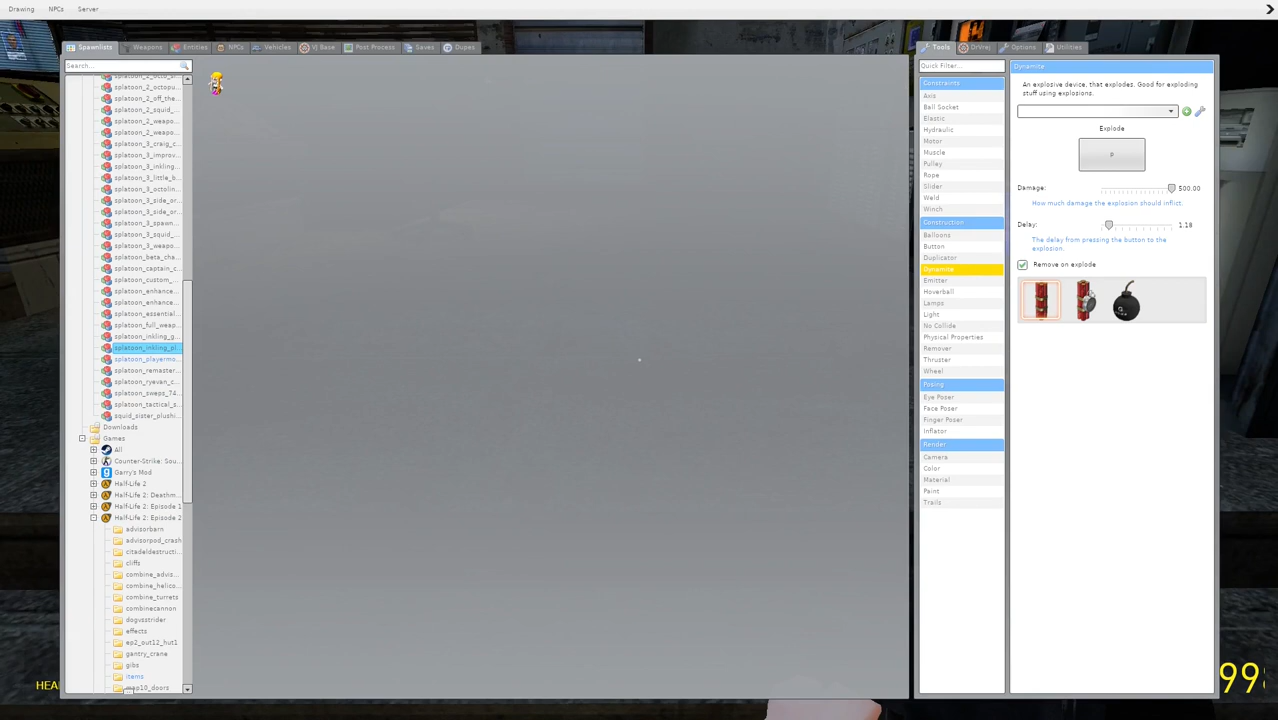 Drawing NPCs Server
Spawnlists Weapons Entities NPCs Vehicles VJ Base Post Process Saves Dupes
Search...
splatoon_2_octo_sl...
splatoon_2_octopu...
splatoon_2_off_the...
splatoon_2_squid_...
splatoon_2_weapo...
splatoon_2_weapo...
splatoon_3_craig_c...
splatoon_3_improv...
splatoon_3_inkling...
splatoon_3_little_b...
splatoon_3_octolin...
splatoon_3_side_or...
splatoon_3_side_or...
splatoon_3_spawn...
splatoon_3_squid_...
splatoon_3_weapo...
splatoon_beta_cha...
splatoon_captain_c...
splatoon_custom_...
splatoon_enhance...
splatoon_enhance...
splatoon_essential...
splatoon_full_weap...
splatoon_inkling_g...
splatoon_inkling_pl...
splatoon_playermo...
splatoon_remaster...
splatoon_ryevan_c...
splatoon_sweps_74...
splatoon_tactical_s...
squid_sister_plushi...
Downloads
Games
All
Counter-Strike: Sou...
Garry's Mod
Half-Life 2
Half-Life 2: Deathm...
Half-Life 2: Episode 1
Half-Life 2: Episode 2
advisorbarn
advisorpod_crash
citadeldestructi...
cliffs
combine_advis...
combine_helico...
combine_turrets
combinecannon
dogvsstrider
effects
ep2_out12_hut1
gantry_crane
gibs
items
map10_doors
Tools Drivej Options Utilities
Quick Filter...
Constraints
Axis
Ball Socket
Elastic
Hydraulic
Motor
Muscle
Pulley
Rope
Slider
Weld
Winch
Construction
Balloons
Button
Duplicator
Dynamite
Emitter
Hoverball
Lamps
Light
No Collide
Physical Properties
Remover
Thruster
Wheel
Posing
Eye Poser
Face Poser
Finger Poser
Inflator
Render
Camera
Color
Material
Paint
Trails
Dynamite
An explosive device, that explodes. Good for exploding
stuff using explosions.
Explode
P
Damage: 500.00
How much damage the explosion should inflict.
Delay: 1.18
The delay from pressing the button to the
explosion.
Remove on explode
HEA
998